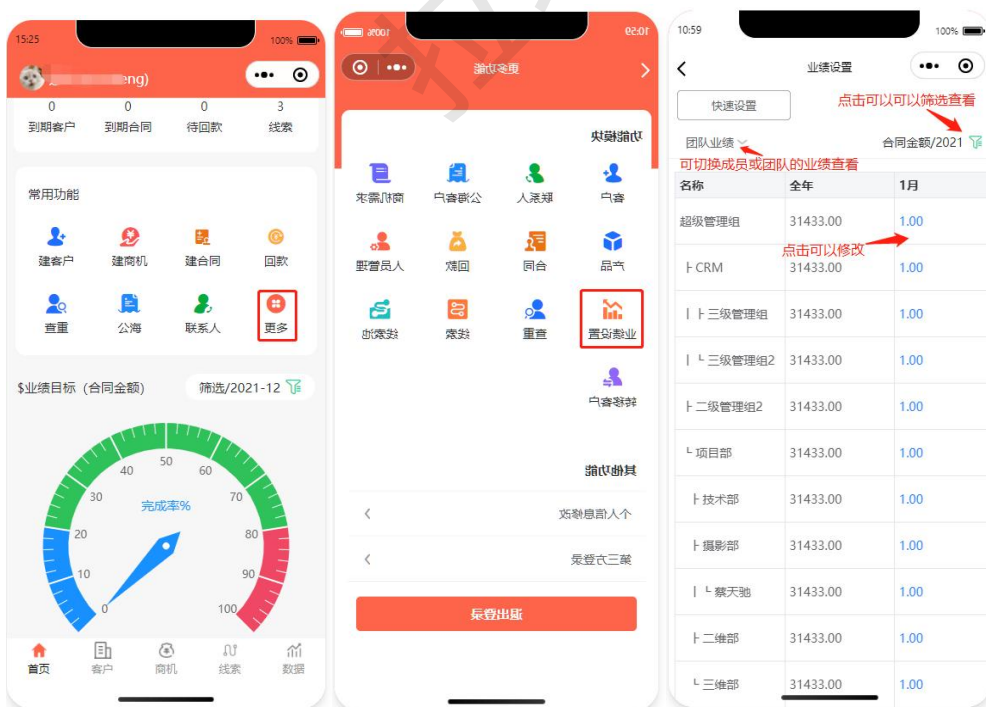 15:25
100%
eng)
0 0 0 3
到期客户 到期合同 待回款 线索
常用功能
建客户 建商机 建合同 回款
查重 公海 联系人 更多
$业绩目标（合同金额） 筛选/2021-12
0
10
20
30
40
50
60
70
80
90
100
完成率%
首页 客户 商机 线索 数据
10:59
100%
更多功能
功能模块
客户 联系人 公海客户 商机需求
产品 合同 回款 人员管理
业绩设置 查重 线索 线索池
转移客户
其他功能
个人信息修改
第三方登录
退出登录
10:59
100%
业绩设置
快速设置
点击可以可以筛选查看
团队业绩
合同金额/2021
可切换成员或团队的业绩查看
名称 全年 1月
超级管理组 31433.00 1.00
点击可以修改
├ CRM 31433.00 1.00
| ├ 三级管理组 31433.00 1.00
| └ 三级管理组2 31433.00 1.00
├ 二级管理组2 31433.00 1.00
└ 项目部 31433.00 1.00
├ 技术部 31433.00 1.00
├ 摄影部 31433.00 1.00
| └ 蔡天驰 31433.00 1.00
├ 二维部 31433.00 1.00
└ 三维部 31433.00 1.00